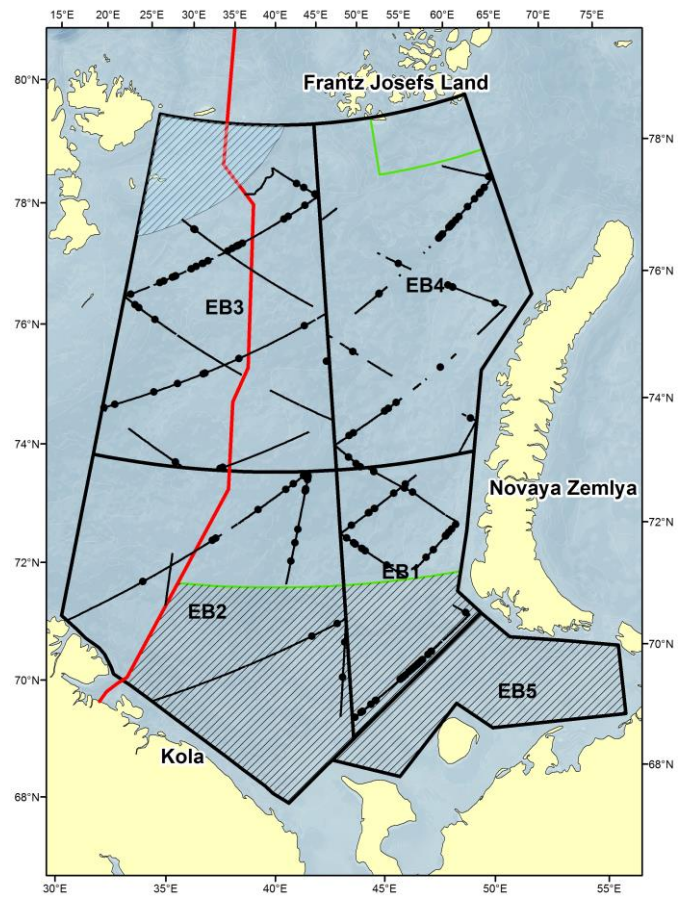 15°E 20°E 25°E 30°E 35°E 40°E 45°E 50°E 55°E 60°E 65°E 70°E 75°E
80°N
Frantz Josefs Land
78°N
78°N
76°N
EB4
EB3
76°N
74°N
74°N
Novaya Zemlya
72°N
72°N
EB1
EB2
70°N
70°N
EB5
Kola
68°N
68°N
30°E 35°E 40°E 45°E 50°E 55°E